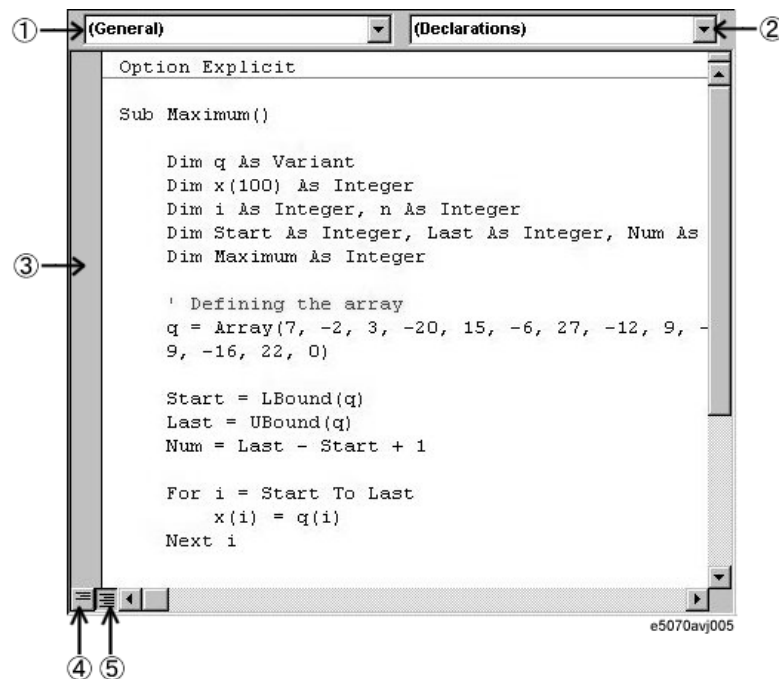 ① (General) (Declarations) ②
Option Explicit
Sub Maximum()
Dim q As Variant
Dim x(100) As Integer
Dim i As Integer, n As Integer
Dim Start As Integer, Last As Integer, Num As
③ Dim Maximum As Integer
' Defining the array
q = Array(7, -2, 3, -20, 15, -6, 27, -12, 9, -
9, -16, 22, 0)
Start = LBound(q)
Last = UBound(q)
Num = Last - Start + 1
For i = Start To Last
x(i) = q(i)
Next i
e5070avj005
④ ⑤